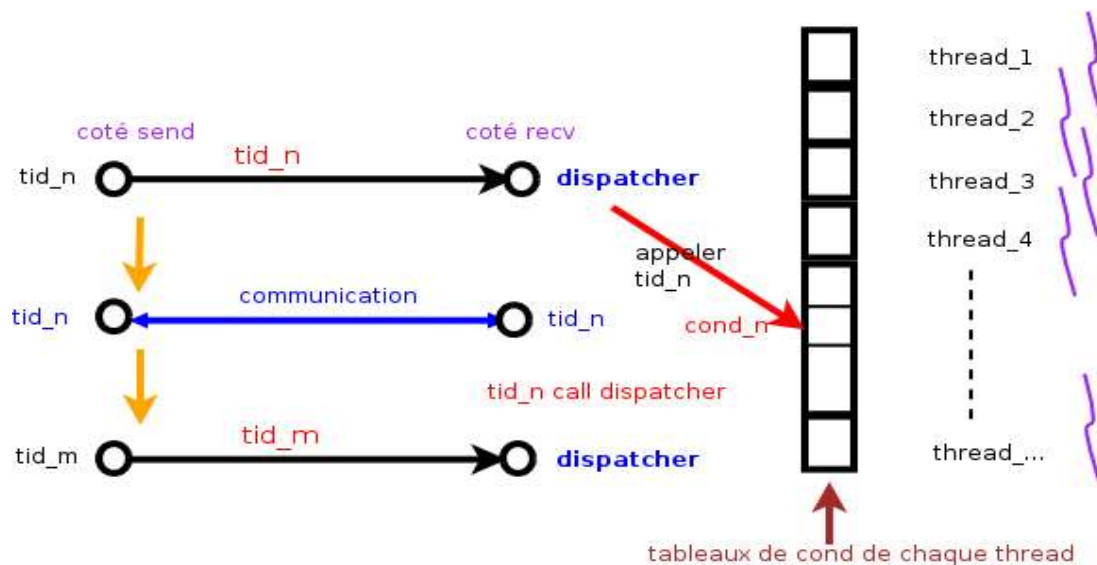 coté send
coté recv
tid_n
tid_n
dispatcher
appeler
tid_n
tid_n
communication
tid_n
cond_n
tid_n call dispatcher
tid_m
tid_m
dispatcher
thread_1
thread_2
thread_3
thread_4
thread_...
tableaux de cond de chaque thread